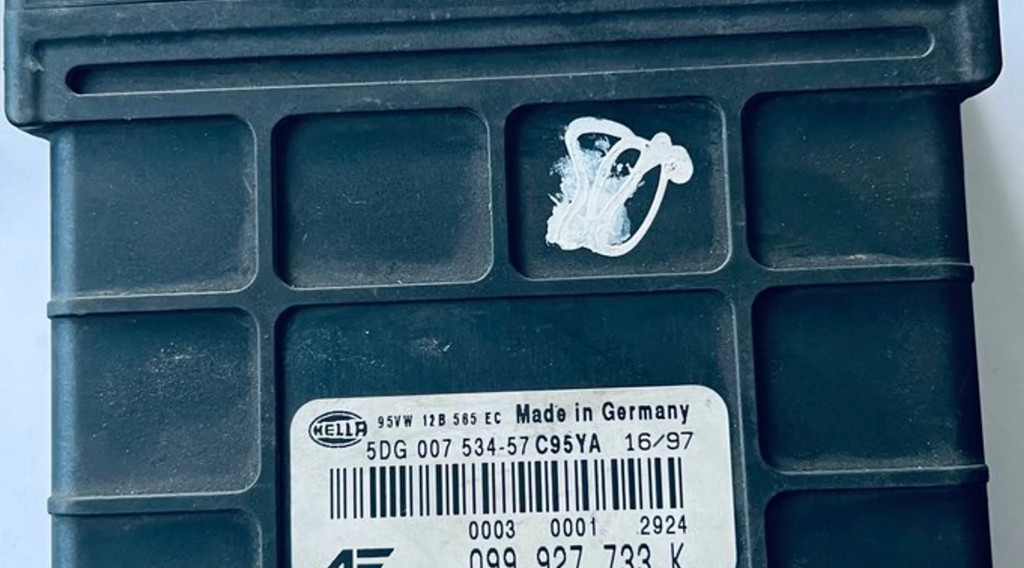 HELLA 95VW 12B 565 EC Made in Germany
5DG 007 534-57 C95YA 16/97
0003 0001 2924
099 927 733 K